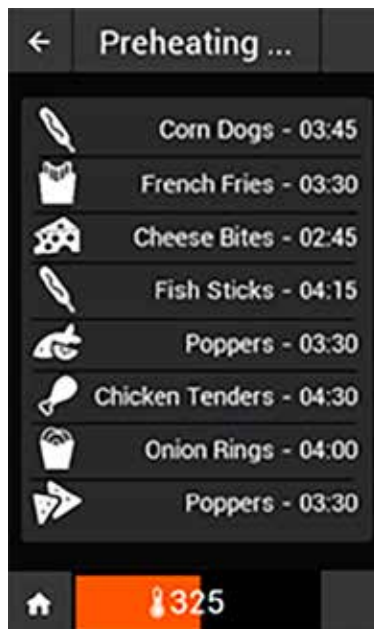 Preheating ...
Corn Dogs - 03:45
French Fries - 03:30
Cheese Bites - 02:45
Fish Sticks - 04:15
Poppers - 03:30
Chicken Tenders - 04:30
Onion Rings - 04:00
Poppers - 03:30
325